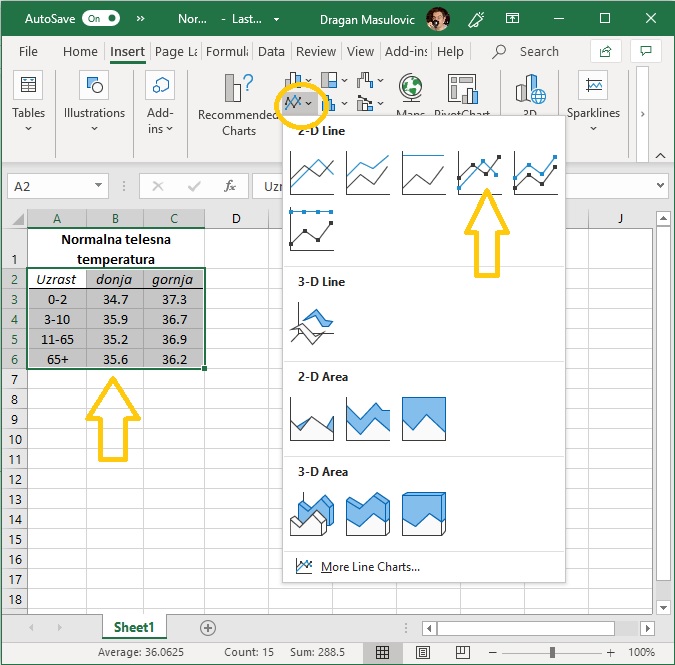 AutoSave On » Nor... - Last... Dragan Masulovic
File Home Insert Page La Formula Data Review View Add-ins Help Search
Tables Illustrations Add-ins Recommended Charts Maps PivotChart 3D Sparklines
A2 fx Uzr
2-D Line
A B C D J
1 Normalna telesna
temperatura
2 Uzrast donja gornja
3 0-2 34.7 37.3
4 3-10 35.9 36.7
5 11-65 35.2 36.9
6 65+ 35.6 36.2
7
8
9
10
11
12
13
14
15
16
17
18
3-D Line
2-D Area
3-D Area
More Line Charts...
Sheet1
Average: 36.0625 Count: 15 Sum: 288.5 100%